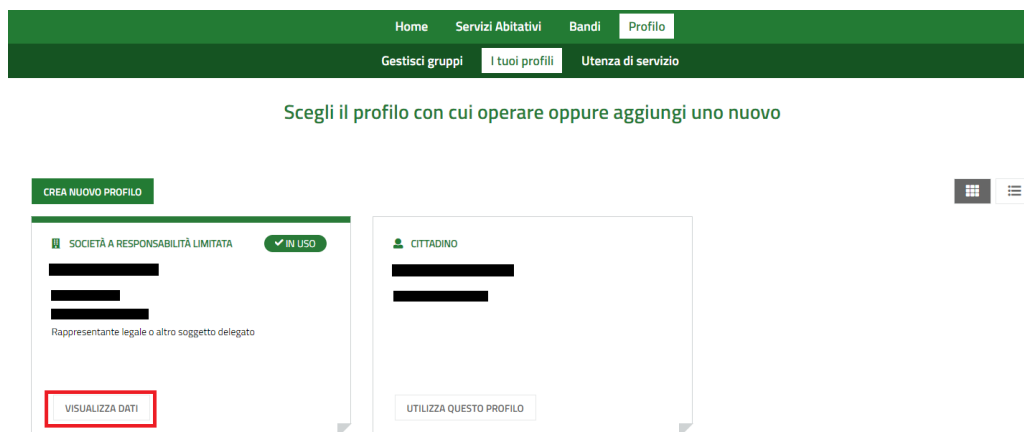 Home Servizi Abitativi Bandi Profilo
Gestisci gruppi I tuoi profili Utenza di servizio
Scegli il profilo con cui operare oppure aggiungi uno nuovo
CREA NUOVO PROFILO
SOCIETÀ A RESPONSABILITÀ LIMITATA IN USO
Rappresentante legale o altro soggetto delegato
VISUALIZZA DATI
CITTADINO
UTILIZZA QUESTO PROFILO